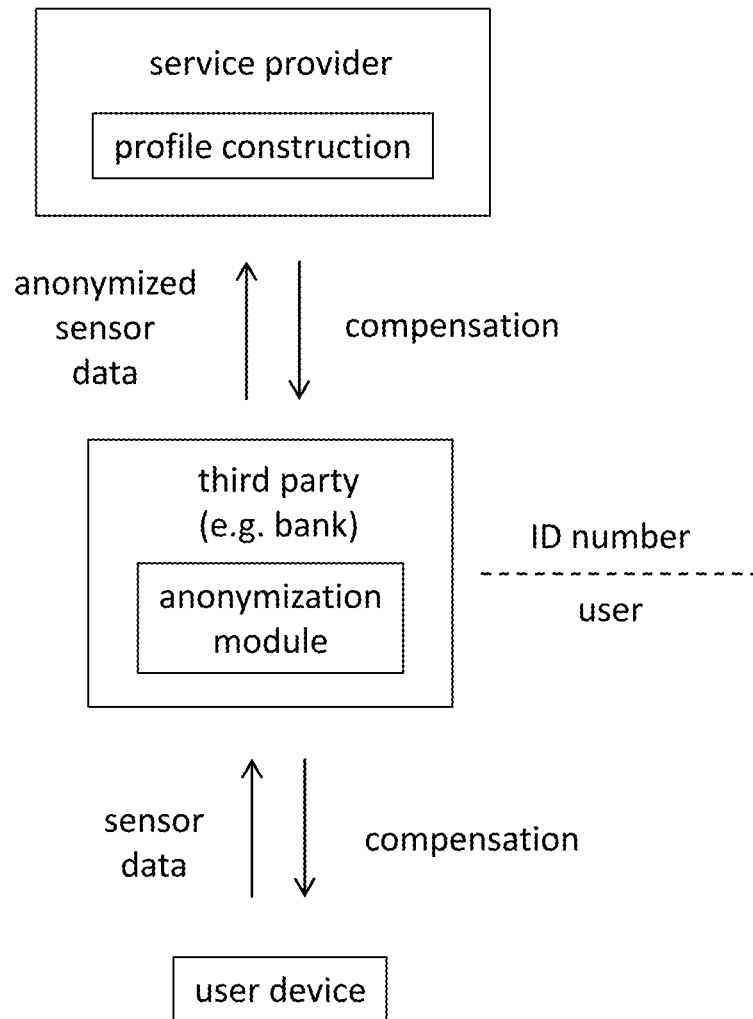 service provider
profile construction
anonymized
sensor
data
compensation
third party
(e.g. bank)
anonymization
module
ID number
user
sensor
data
compensation
user device